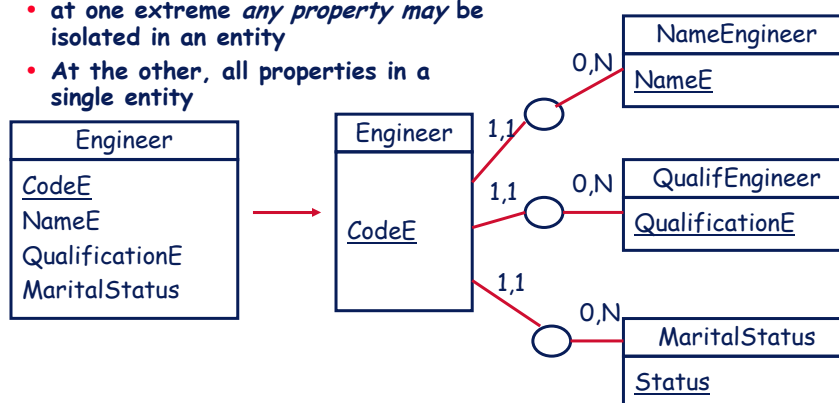 • at one extreme any property may be
isolated in an entity
• At the other, all properties in a
single entity
Engineer
CodeE
NameE
QualificationE
MaritalStatus
Engineer
CodeE
1,1
0,N
NameEngineer
NameE
1,1
0,N
QualifEngineer
QualificationE
1,1
0,N
MaritalStatus
Status